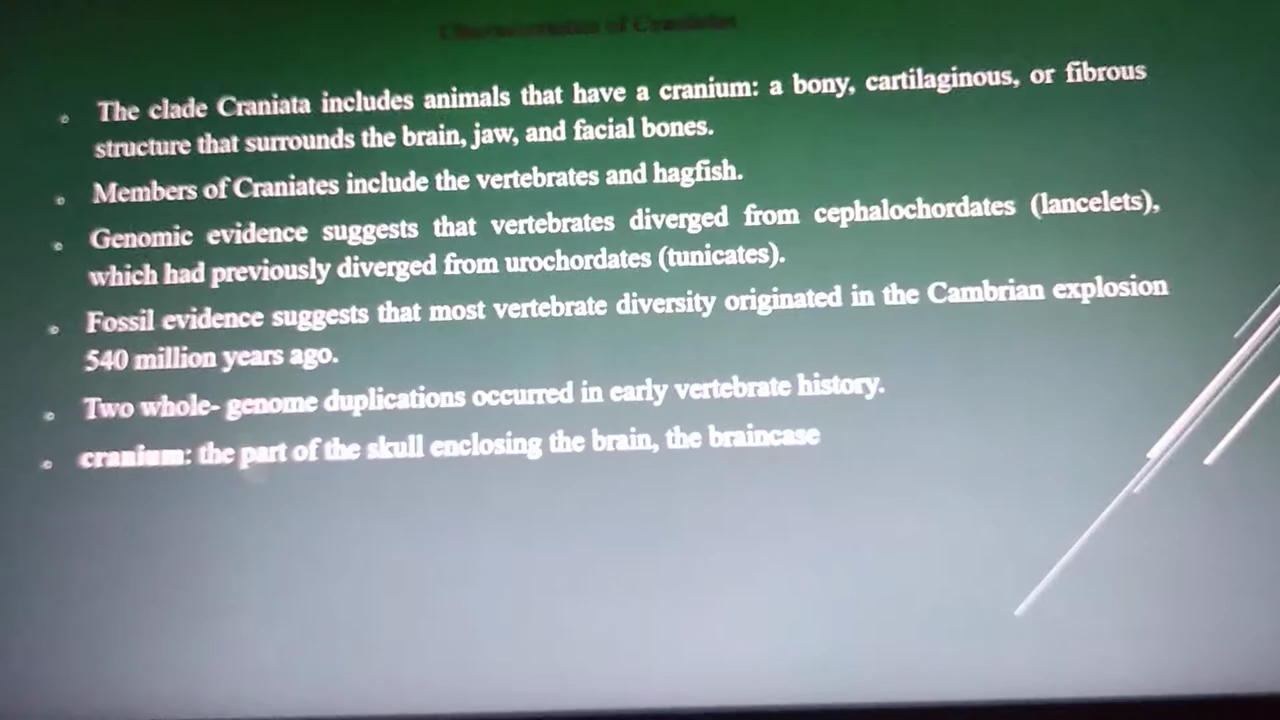 Characteristics of Craniates
The clade Craniata includes animals that have a cranium: a bony, cartilaginous, or fibrous
structure that surrounds the brain, jaw, and facial bones.
Members of Craniates include the vertebrates and hagfish.
Genomic evidence suggests that vertebrates diverged from cephalochordates (lancelets),
which had previously diverged from urochordates (tunicates).
Fossil evidence suggests that most vertebrate diversity originated in the Cambrian explosion
540 million years ago.
Two whole- genome duplications occurred in early vertebrate history.
cranium: the part of the skull enclosing the brain, the braincase